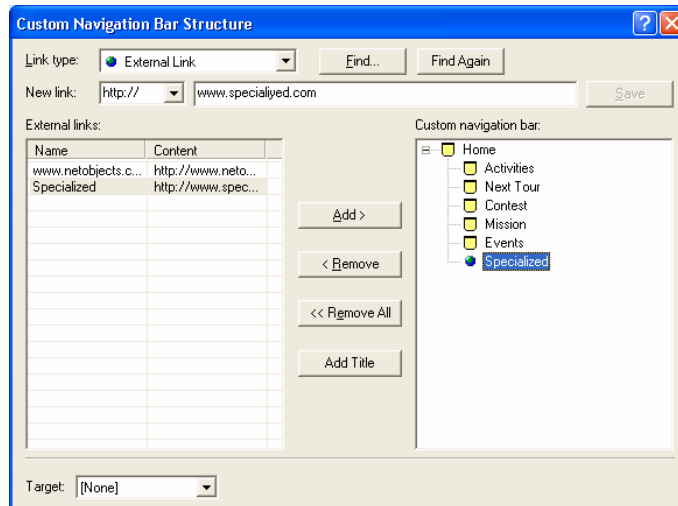 Custom Navigation Bar Structure
Link type: External Link Find... Find Again
New link: http:// www.specialiyed.com Save
External links: Custom navigation bar:
Name Content
www.netobjects.c... http://www.neto...
Specialized http://www.spec...
Add >
< Remove
<< Remove All
Add Title
Home
Activities
Next Tour
Contest
Mission
Events
Specialized
Target: [None]